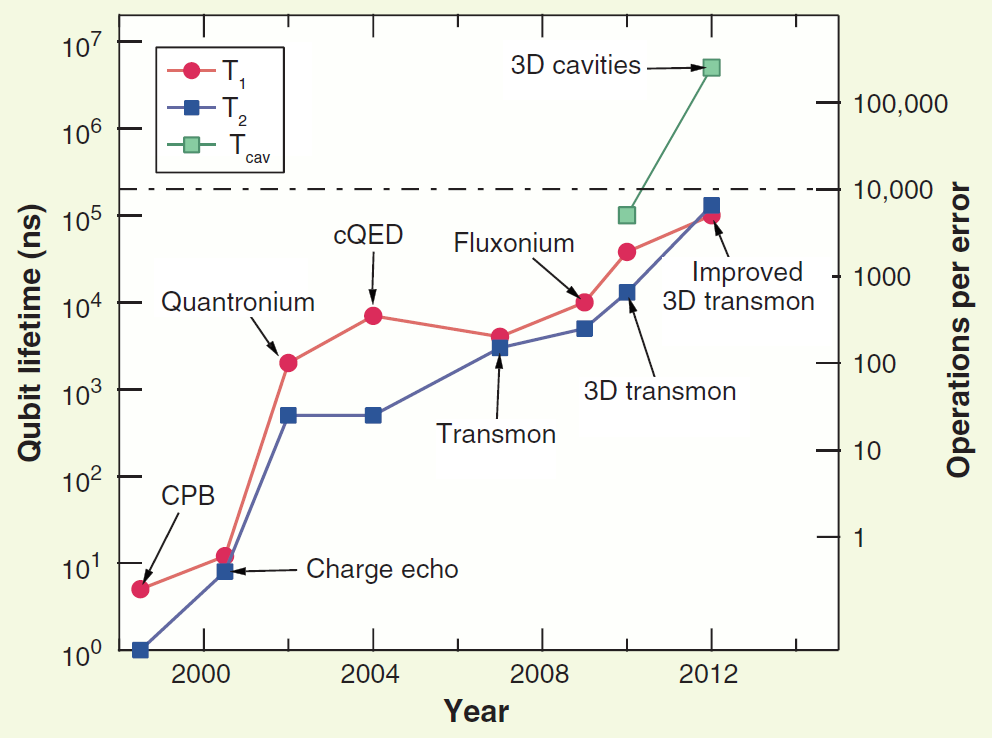 10⁷
10⁶
10⁵
10⁴
10³
10²
10¹
10⁰
Qubit lifetime (ns)
T₁
T₂
T_cav
3D cavities
cQED
Fluxonium
Quantronium
Improved
3D transmon
3D transmon
Transmon
CPB
Charge echo
100,000
10,000
1000
100
10
1
Operations per error
2000
2004
2008
2012
Year